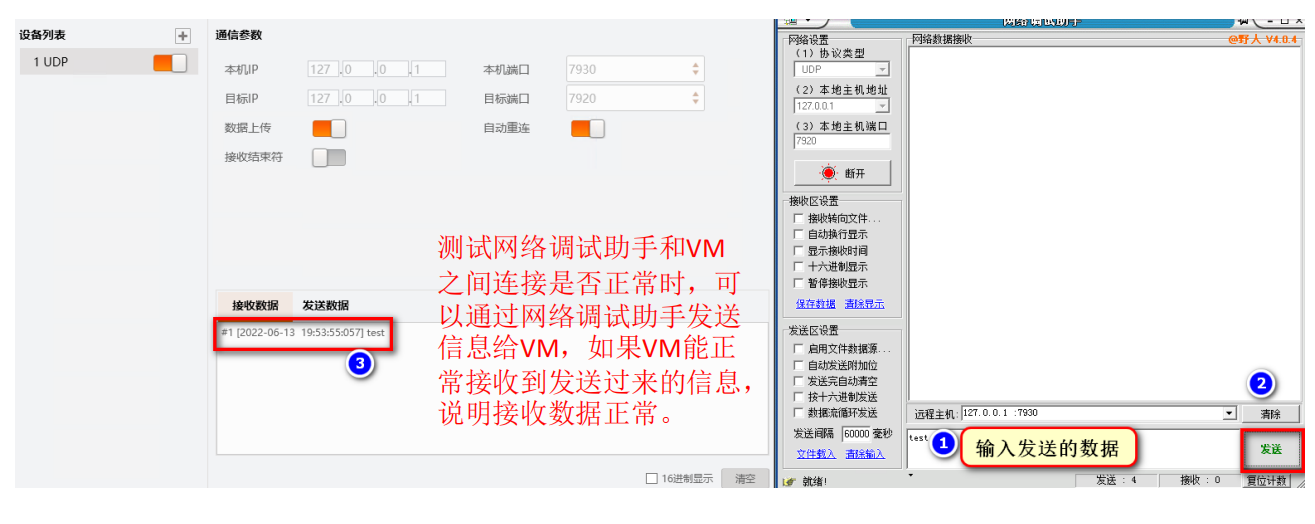 设备列表
+
1 UDP
通信参数
本机IP 127 .0 .0 .1 本机端口 7930
目标IP 127 .0 .0 .1 目标端口 7920
数据上传 自动重连
接收结束符
接收数据 发送数据
#1 [2022-06-13 19:53:55:057] test
3
测试网络调试助手和VM
之间连接是否正常时，可
以通过网络调试助手发送
信息给VM，如果VM能正
常接收到发送过来的信息，
说明接收数据正常。
16进制显示 清空
网络调试助手
网络设置
(1) 协议类型
UDP
(2) 本地主机地址
127.0.0.1
(3) 本地主机端口
7920
断开
接收区设置
接收转向文件...
自动换行显示
显示接收时间
十六进制显示
暂停接收显示
保存数据 清除显示
发送区设置
启用文件数据源...
自动发送附加位
发送完自动清空
按十六进制发送
数据流循环发送
发送间隔 60000 毫秒
文件载入 清除输入
网络数据接收
@野人 V4.0.4
2
远程主机: 127.0.0.1 :7930 清除
test
1
输入发送的数据
发送
就绪!
发送 : 4 接收 : 0 复位计数